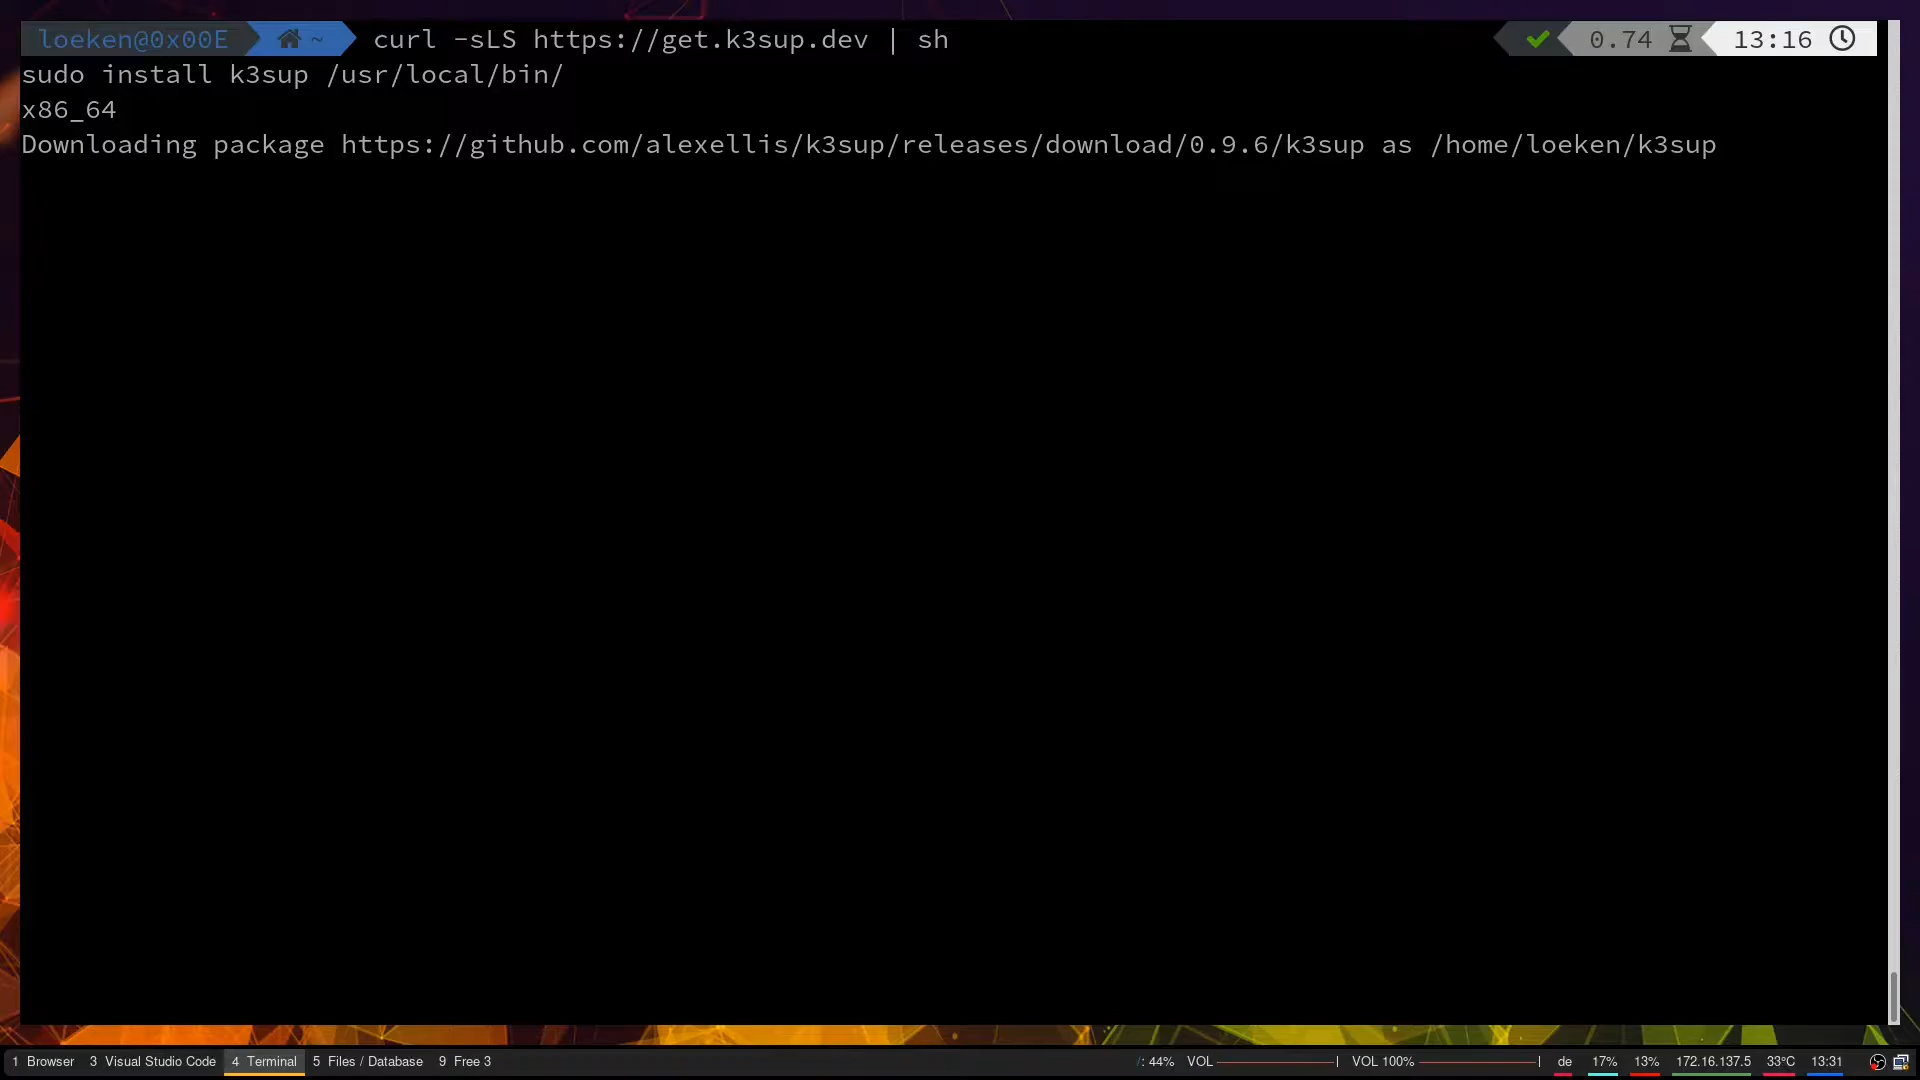 loeken@0x00E ~ curl -sLS https://get.k3sup.dev | sh 0.74 13:16
sudo install k3sup /usr/local/bin/
x86_64
Downloading package https://github.com/alexellis/k3sup/releases/download/0.9.6/k3sup as /home/loeken/k3sup
1 Browser 3 Visual Studio Code 4 Terminal 5 Files / Database 9 Free 3 /: 44% VOL VOL 100% de 17% 13% 172.16.137.5 33°C 13:31